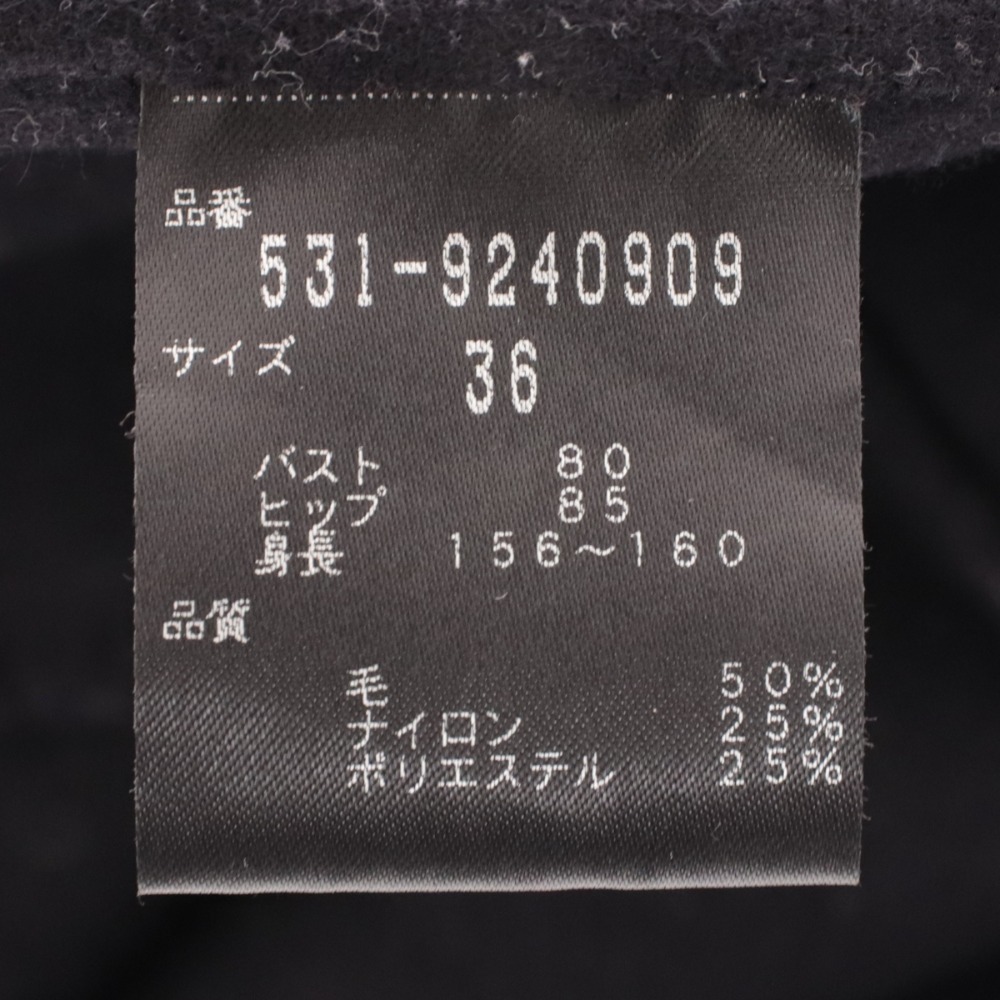 品番
531-9240909
サイズ 36
バスト 80
ヒップ 85
身長 156～160
品質
毛 50%
ナイロン 25%
ポリエステル 25%